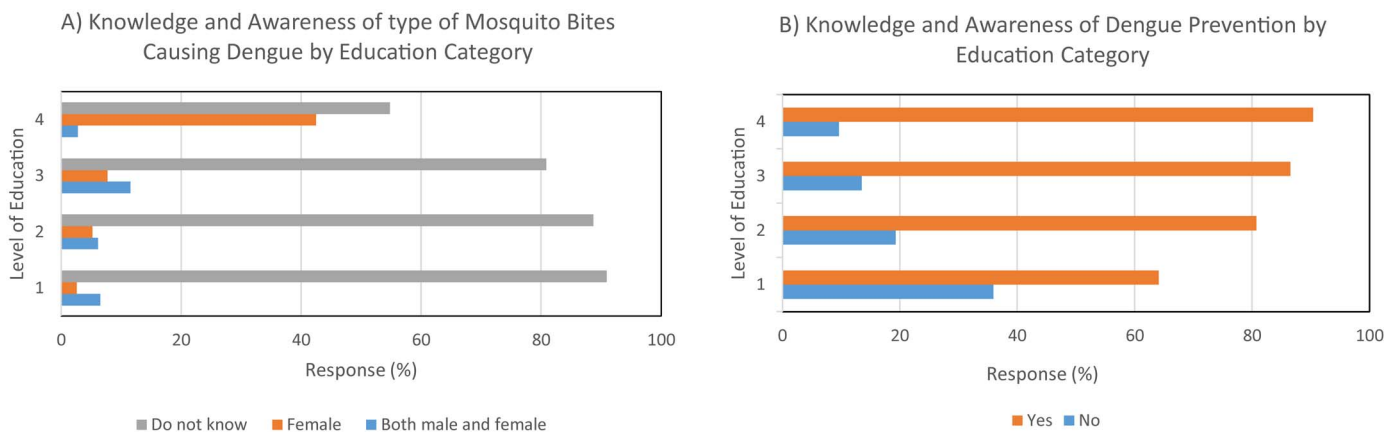 A) Knowledge and Awareness of type of Mosquito Bites
Causing Dengue by Education Category
Level of Education
4
3
2
1
0 20 40 60 80 100
Response (%)
Do not know Female Both male and female
B) Knowledge and Awareness of Dengue Prevention by
Education Category
Level of Education
4
3
2
1
0 20 40 60 80 100
Response (%)
Yes No